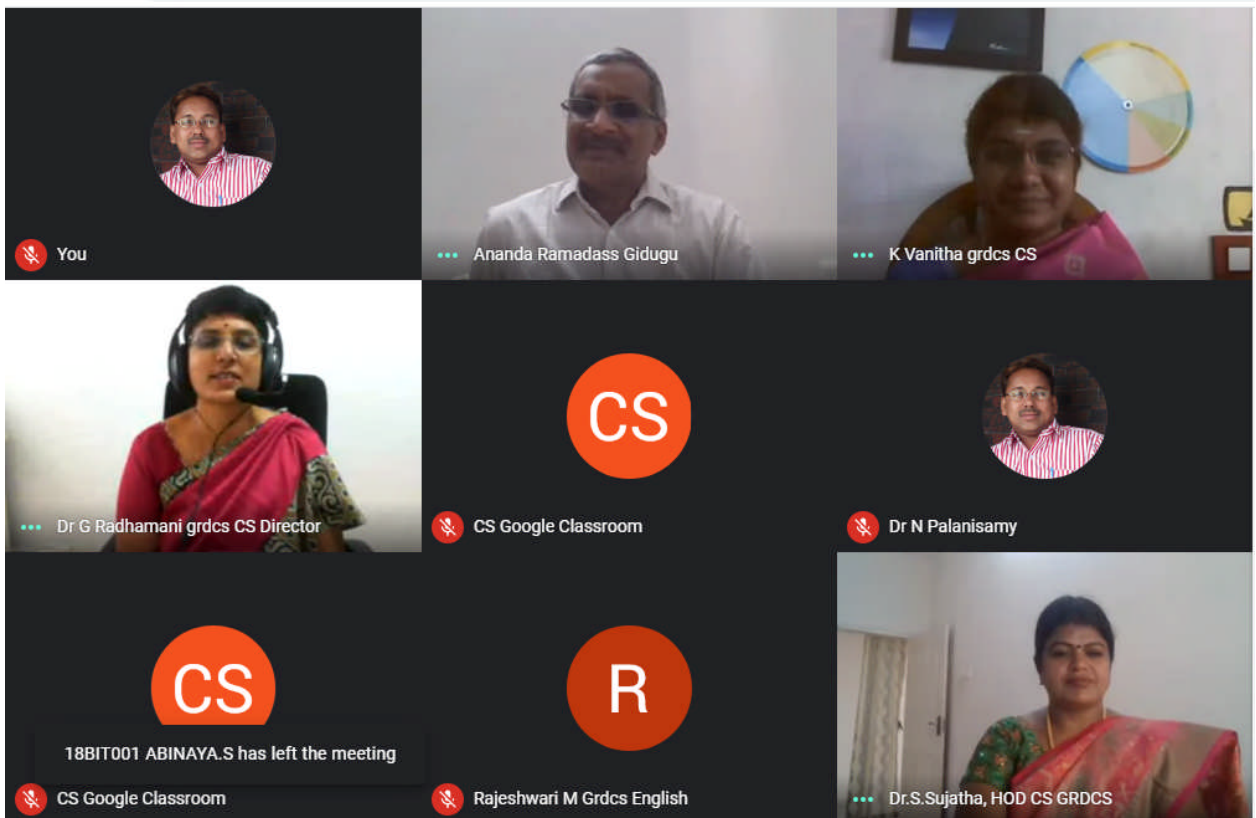 You
Ananda Ramadass Gidugu
K Vanitha grdcs CS
Dr G Radhamani grdcs CS Director
CS
CS Google Classroom
Dr N Palanisamy
CS
18BIT001 ABINAYA.S has left the meeting
CS Google Classroom
R
Rajeshwari M Grdcs English
Dr.S.Sujatha, HOD CS GRDCS